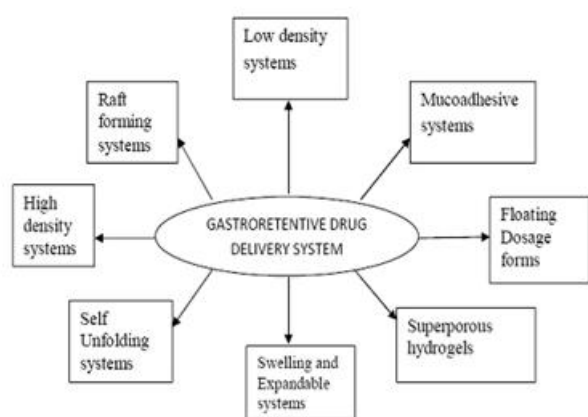 Low density
systems
Raft
forming
systems
Mucoadhesive
systems
High
density
systems
GASTRORETENTIVE DRUG
DELIVERY SYSTEM
Floating
Dosage
forms
Self
Unfolding
systems
Swelling and
Expandable
systems
Superporous
hydrogels